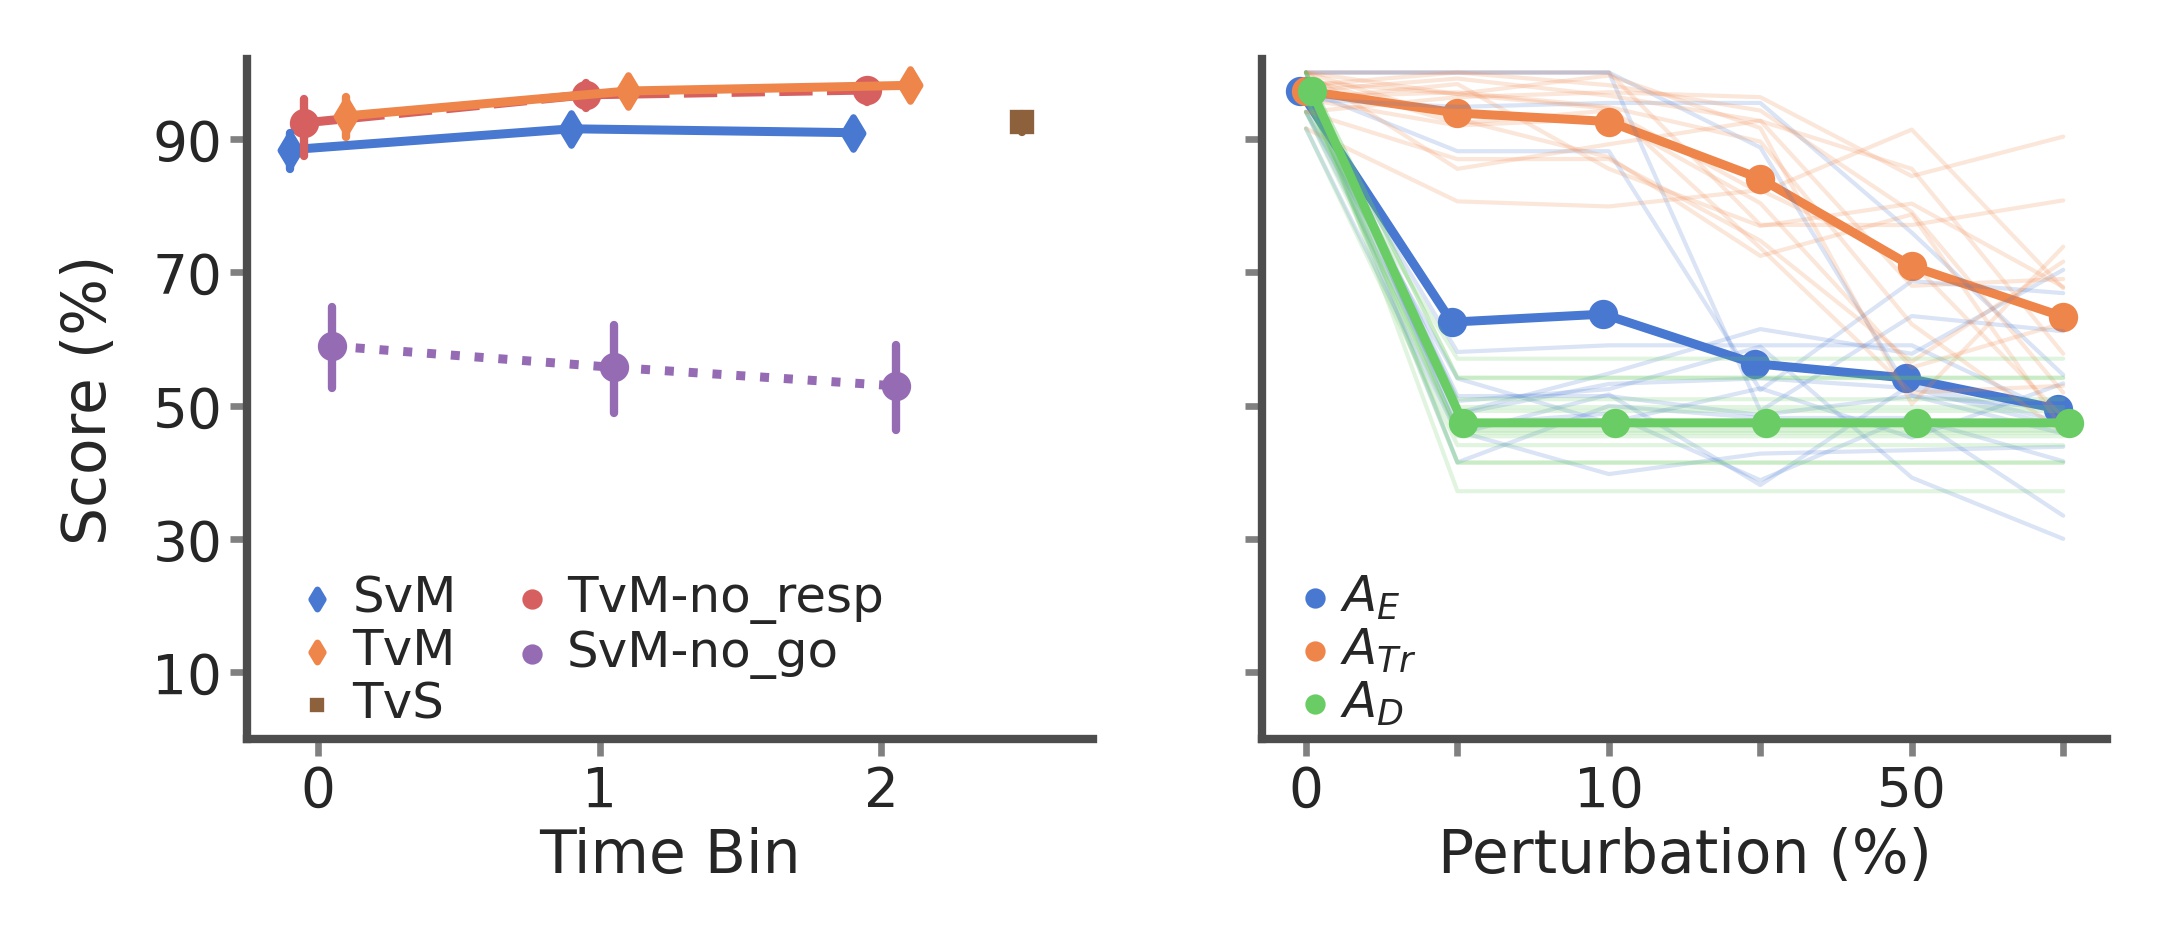 Score (%)
90
70
50
30
10
SvM
TvM
TvS
TvM-no_resp
SvM-no_go
0 1 2
Time Bin
A_E
A_Tr
A_D
0 10 50
Perturbation (%)